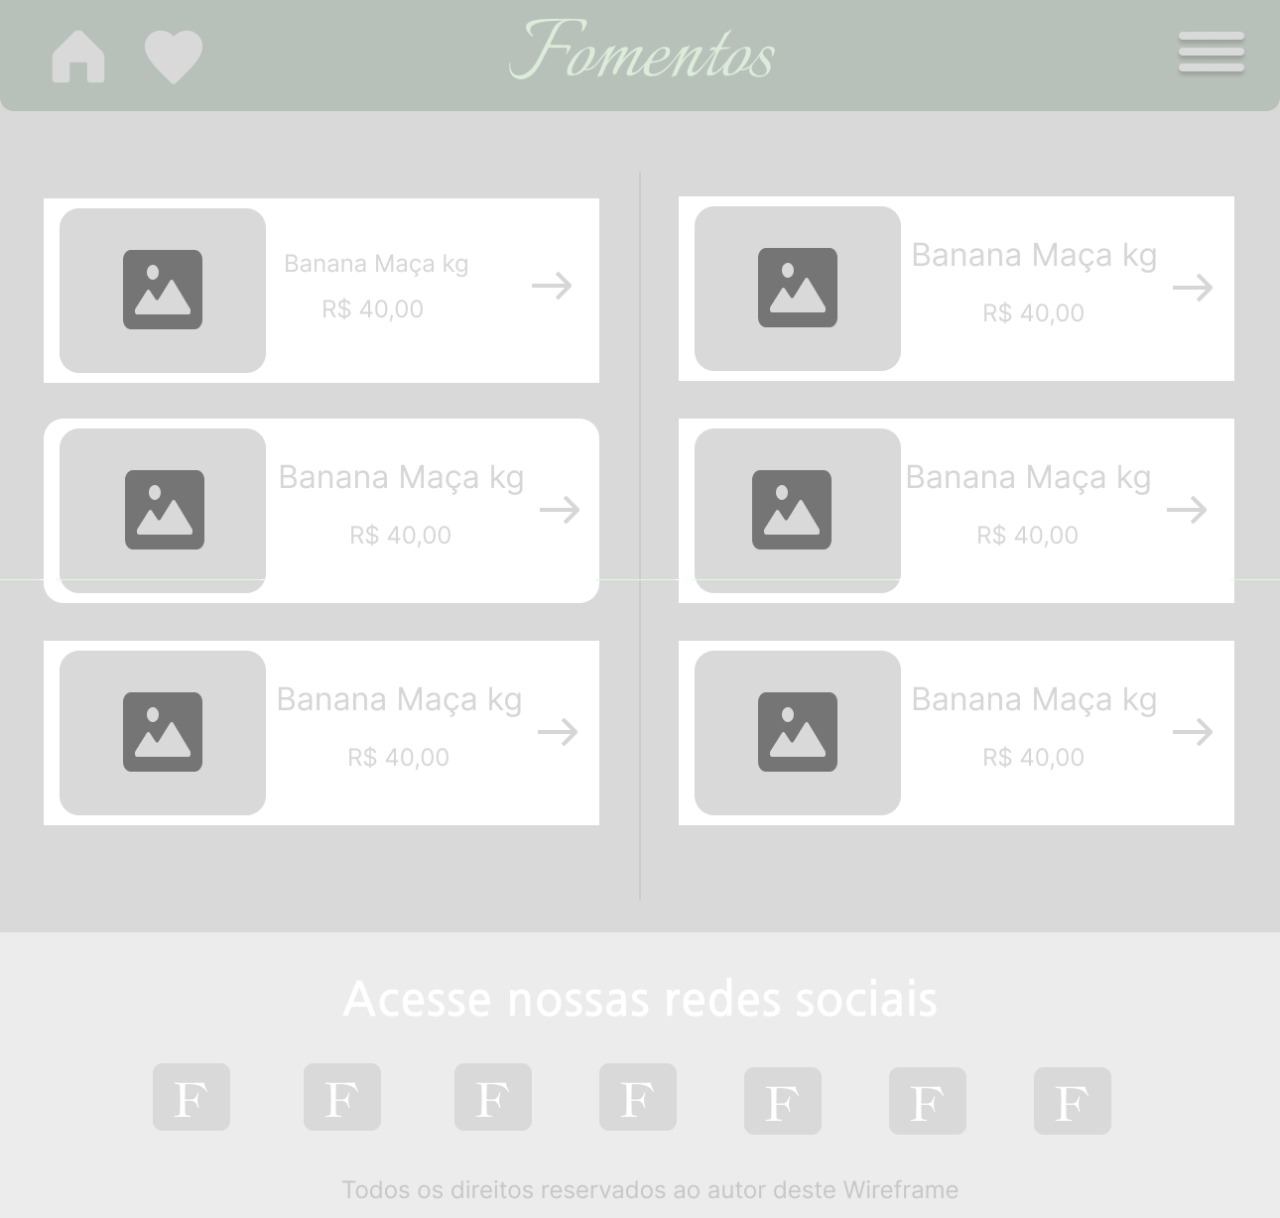 Fomentos
Banana Maça kg
R$ 40,00
Banana Maça kg
R$ 40,00
Banana Maça kg
R$ 40,00
Banana Maça kg
R$ 40,00
Banana Maça kg
R$ 40,00
Banana Maça kg
R$ 40,00
Acesse nossas redes sociais
F F F F F F F
Todos os direitos reservados ao autor deste Wireframe